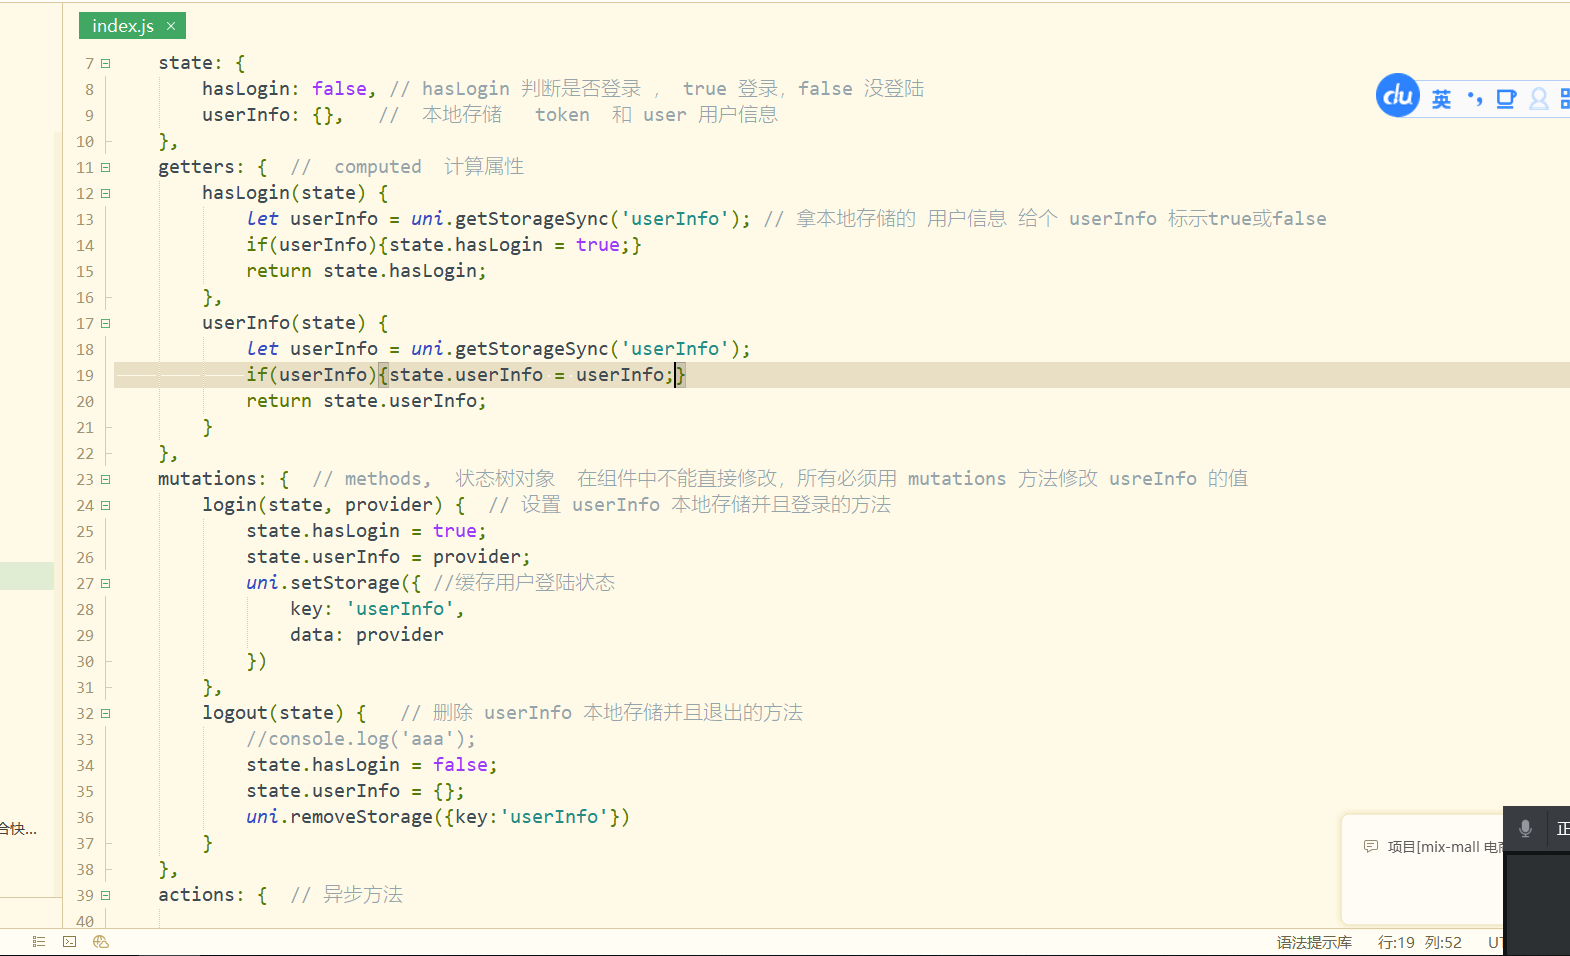 index.js ×
du 英
7 state: {
8 hasLogin: false, // hasLogin 判断是否登录 ， true 登录，false 没登陆
9 userInfo: {}, // 本地存储 token 和 user 用户信息
10 },
11 getters: { // computed 计算属性
12 hasLogin(state) {
13 let userInfo = uni.getStorageSync('userInfo'); // 拿本地存储的 用户信息 给个 userInfo 标示true或false
14 if(userInfo){state.hasLogin = true;}
15 return state.hasLogin;
16 },
17 userInfo(state) {
18 let userInfo = uni.getStorageSync('userInfo');
19 if(userInfo){state.userInfo = userInfo;}
20 return state.userInfo;
21 }
22 },
23 mutations: { // methods, 状态树对象 在组件中不能直接修改，所有必须用 mutations 方法修改 usreInfo 的值
24 login(state, provider) { // 设置 userInfo 本地存储并且登录的方法
25 state.hasLogin = true;
26 state.userInfo = provider;
27 uni.setStorage({ //缓存用户登陆状态
28 key: 'userInfo',
29 data: provider
30 })
31 },
32 logout(state) { // 删除 userInfo 本地存储并且退出的方法
33 //console.log('aaa');
34 state.hasLogin = false;
35 state.userInfo = {};
36 uni.removeStorage({key:'userInfo'})
37 }
38 },
39 actions: { // 异步方法
40
合快...
正
项目[mix-mall 电商
语法提示库 行:19 列:52 UT